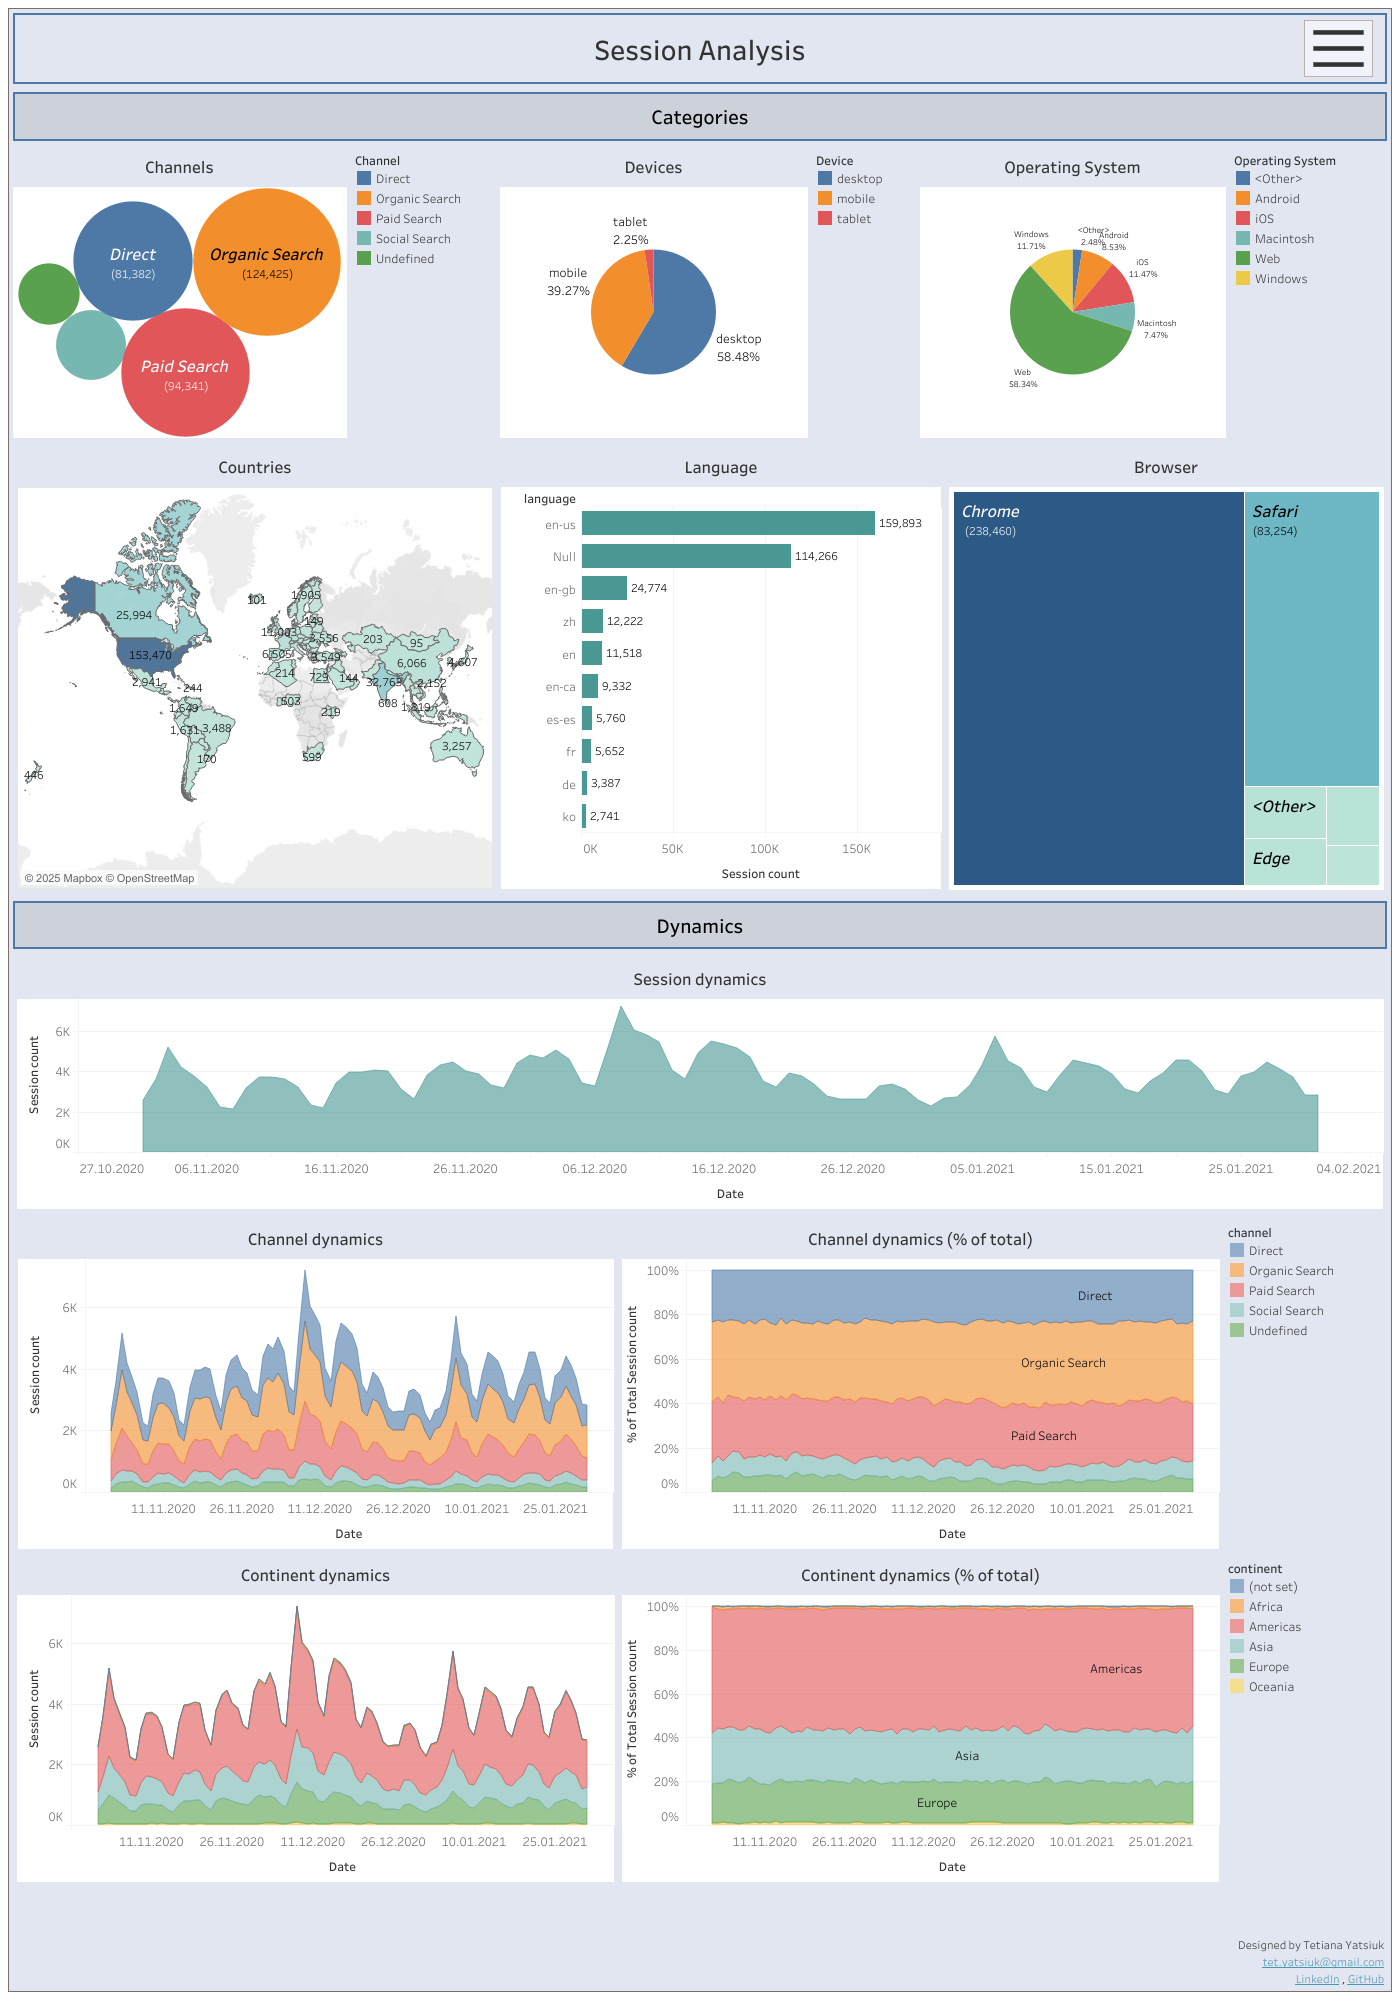 Session Analysis
Categories
Channels
Channel
Direct
Organic Search
Paid Search
Social Search
Undefined
Direct
(81,382)
Organic Search
(124,425)
Paid Search
(94,341)
Devices
Device
desktop
mobile
tablet
tablet
2.25%
mobile
39.27%
desktop
58.48%
Operating System
Operating System
<Other>
Android
iOS
Macintosh
Web
Windows
Windows
11.71%
<Other>
2.48%
Android
8.53%
iOS
11.47%
Macintosh
7.47%
Web
58.34%
Countries
101
1,905
25,994
149
11,003
3,556
203
95
153,470
6,505
3,549
6,066
4,607
2,941
214
729
144
32,763
2,152
244
503
608
1,319
1,649
219
1,631
3,488
3,257
170
599
446
© 2025 Mapbox © OpenStreetMap
Language
language
en-us
159,893
Null
114,266
en-gb
24,774
zh
12,222
en
11,518
en-ca
9,332
es-es
5,760
fr
5,652
de
3,387
ko
2,741
0K 50K 100K 150K
Session count
Browser
Chrome
(238,460)
Safari
(83,254)
<Other>
Edge
Dynamics
Session dynamics
Session count
6K
4K
2K
0K
27.10.2020 06.11.2020 16.11.2020 26.11.2020 06.12.2020 16.12.2020 26.12.2020 05.01.2021 15.01.2021 25.01.2021 04.02.2021
Date
Channel dynamics
Session count
6K
4K
2K
0K
11.11.2020 26.11.2020 11.12.2020 26.12.2020 10.01.2021 25.01.2021
Date
Channel dynamics (% of total)
% of Total Session count
100%
80%
60%
40%
20%
0%
Direct
Organic Search
Paid Search
11.11.2020 26.11.2020 11.12.2020 26.12.2020 10.01.2021 25.01.2021
Date
channel
Direct
Organic Search
Paid Search
Social Search
Undefined
Continent dynamics
Session count
6K
4K
2K
0K
11.11.2020 26.11.2020 11.12.2020 26.12.2020 10.01.2021 25.01.2021
Date
Continent dynamics (% of total)
% of Total Session count
100%
80%
60%
40%
20%
0%
Americas
Asia
Europe
11.11.2020 26.11.2020 11.12.2020 26.12.2020 10.01.2021 25.01.2021
Date
continent
(not set)
Africa
Americas
Asia
Europe
Oceania
Designed by Tetiana Yatsiuk
tet.yatsiuk@gmail.com
LinkedIn , GitHub